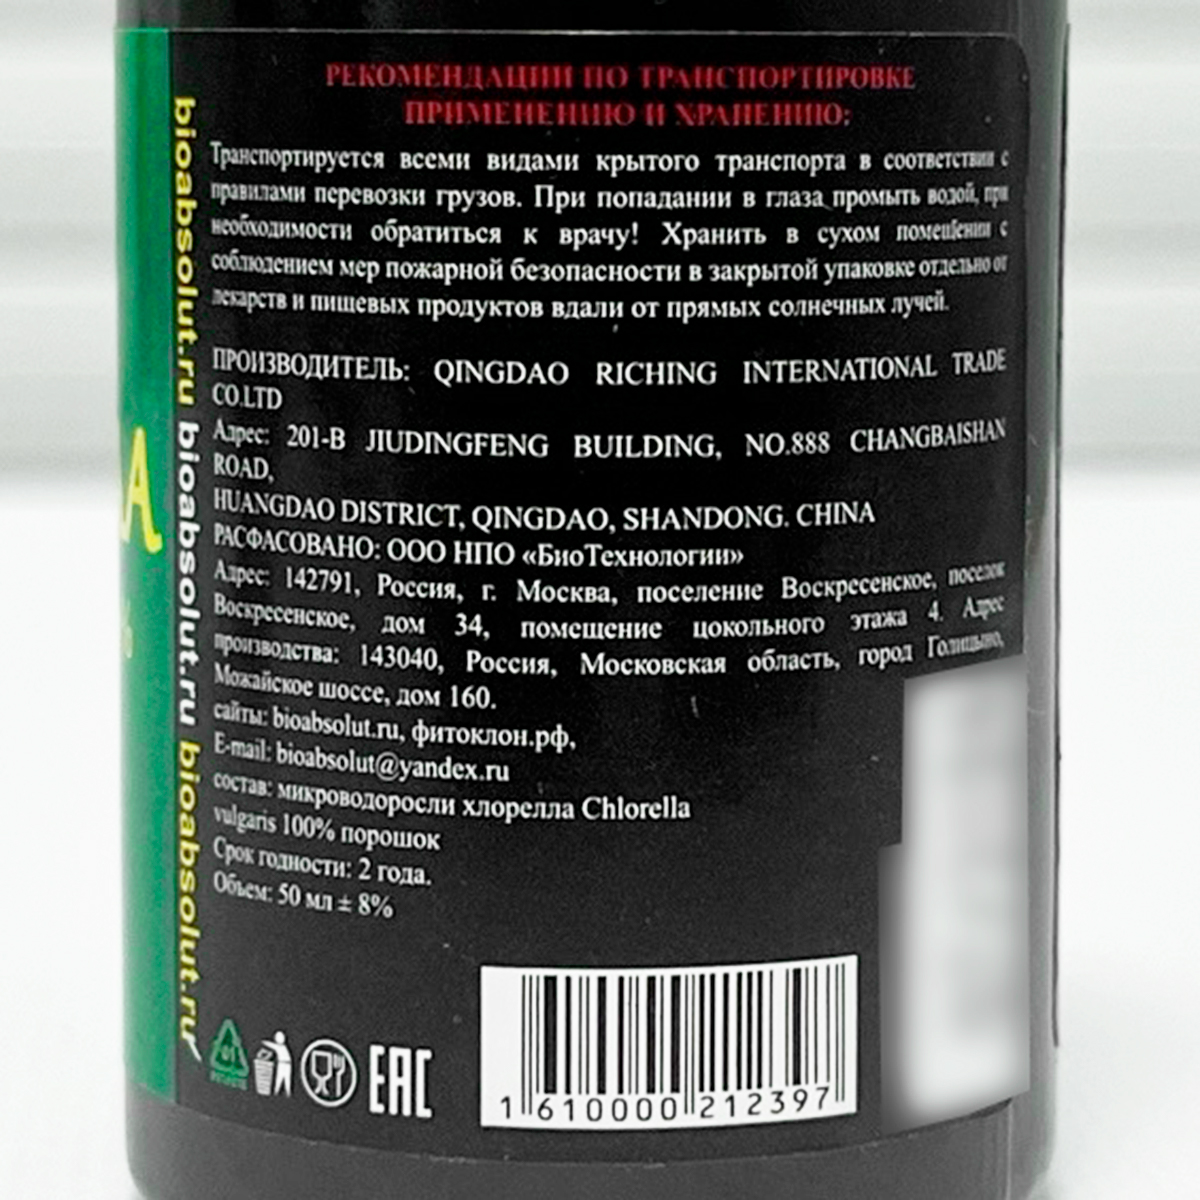 РЕКОМЕНДАЦИИ ПО ТРАНСПОРТИРОВКЕ
ПРИМЕНЕНИЮ И ХРАНЕНИЮ:
Транспортируется всеми видами крытого транспорта в соответствии с
правилами перевозки грузов. При попадании в глаза промыть водой, при
необходимости обратиться к врачу! Хранить в сухом помещении с
соблюдением мер пожарной безопасности в закрытой упаковке отдельно от
лекарств и пищевых продуктов вдали от прямых солнечных лучей.
ПРОИЗВОДИТЕЛЬ: QINGDAO RICHING INTERNATIONAL TRADE
CO.LTD
Адрес: 201-B JIUDINGFENG BUILDING, NO.888 CHANGBAISHAN
ROAD,
HUANGDAO DISTRICT, QINGDAO, SHANDONG. CHINA
РАСФАСОВАНО: ООО НПО «БиоТехнологии»
Адрес: 142791, Россия, г. Москва, поселение Воскресенское, поселок
Воскресенское, дом 34, помещение цокольного этажа 4. Адрес
производства: 143040, Россия, Московская область, город Голицыно,
Можайское шоссе, дом 160.
сайты: bioabsolut.ru, фитоклон.рф,
E-mail: bioabsolut@yandex.ru
состав: микроводоросли хлорелла Chlorella
vulgaris 100% порошок
Срок годности: 2 года.
Объем: 50 мл ± 8%
bioabsolut.ru bioabsolut.ru bioabsolut.ru
А
%
01
EAC
1 610000 212397